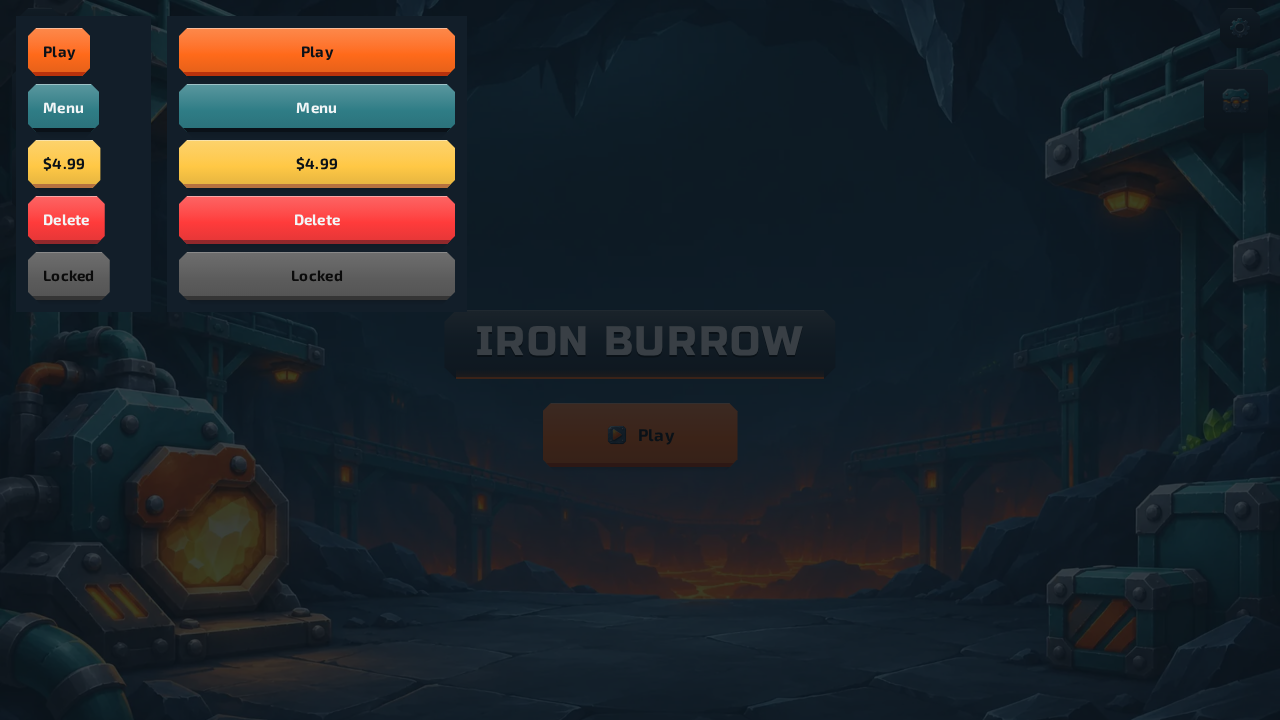 Play
Play
Menu
Menu
$4.99
$4.99
Delete
Delete
Locked
Locked
IRON BURROW
Play